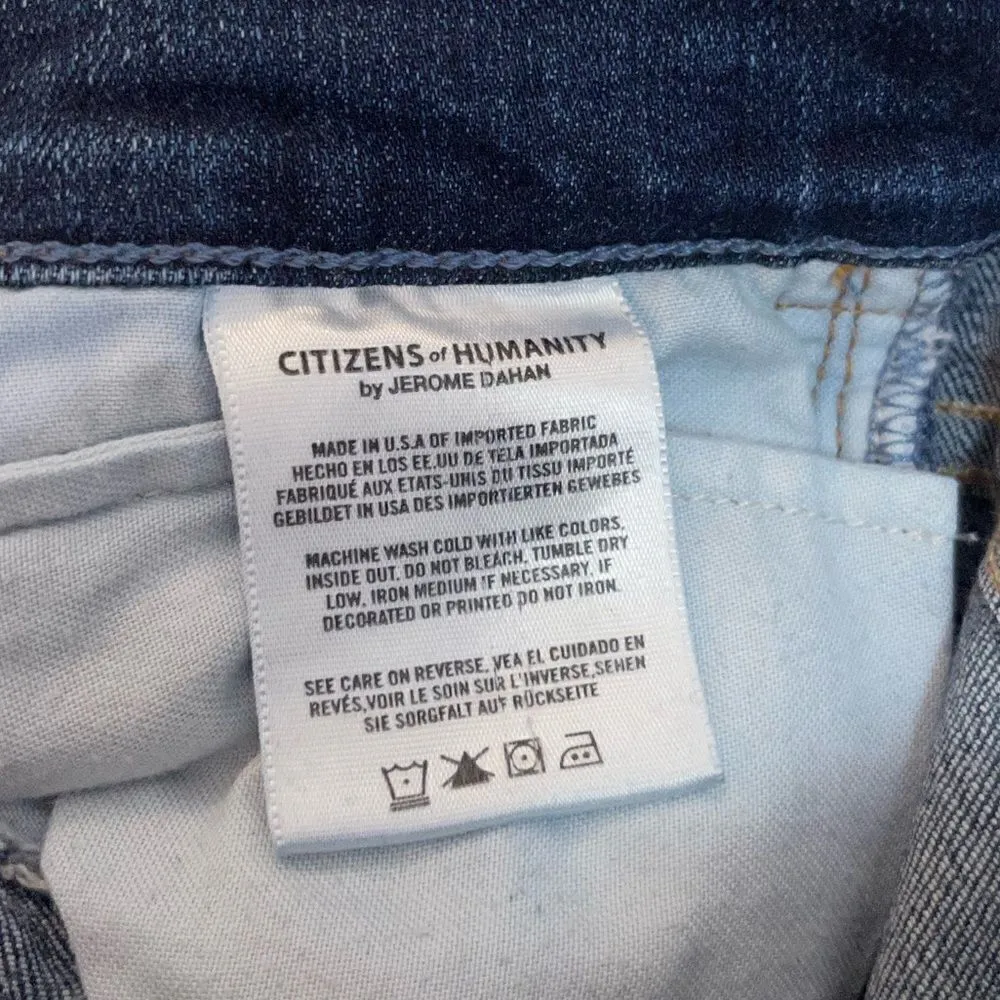 CITIZENS of HUMANITY
by JEROME DAHAN
MADE IN U.S.A OF IMPORTED FABRIC
HECHO EN LOS EE.UU DE TELA IMPORTADA
FABRIQUÉ AUX ETATS-UNIS DU TISSU IMPORTÉ
GEBILDET IN USA DES IMPORTIERTEN GEWEBES
MACHINE WASH COLD WITH LIKE COLORS,
INSIDE OUT. DO NOT BLEACH, TUMBLE DRY
LOW, IRON MEDIUM IF NECESSARY, IF
DECORATED OR PRINTED DO NOT IRON.
SEE CARE ON REVERSE, VEA EL CUIDADO EN
REVÉS,VOIR LE SOIN SUR L'INVERSE,SEHEN
SIE SORGFALT AUF RÜCKSEITE